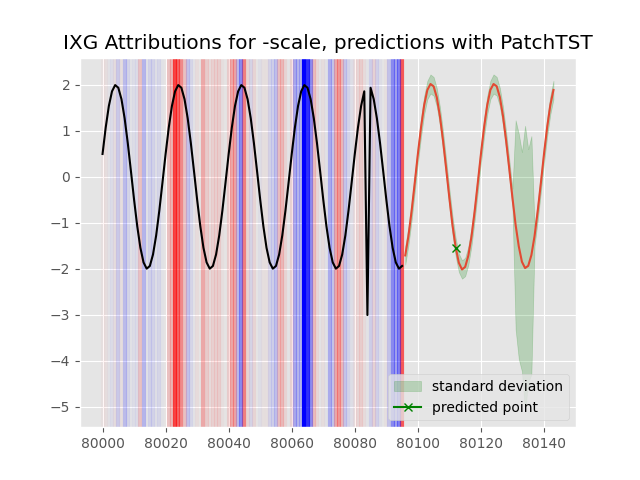 IXG Attributions for -scale, predictions with PatchTST
2
1
0
−1
−2
−3
−4
−5
standard deviation
predicted point
80000 80020 80040 80060 80080 80100 80120 80140